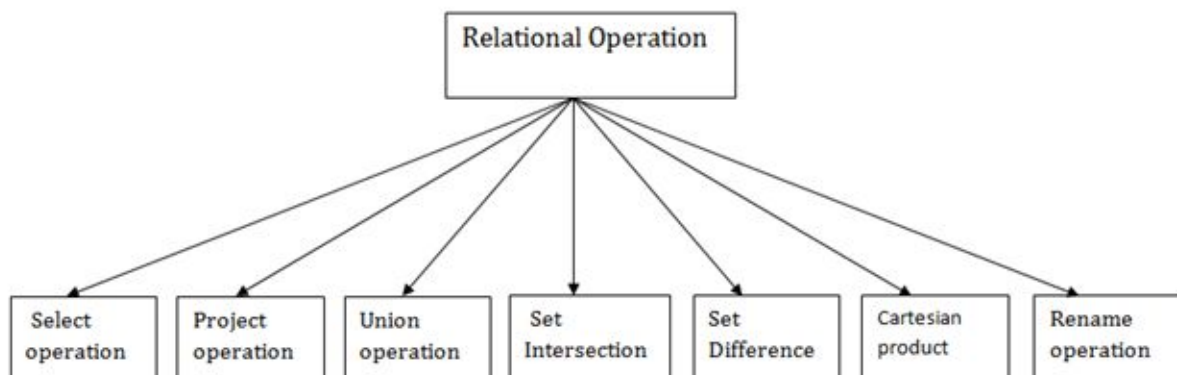 Relational Operation
Select
operation
Project
operation
Union
operation
Set
Intersection
Set
Difference
Cartesian
product
Rename
operation